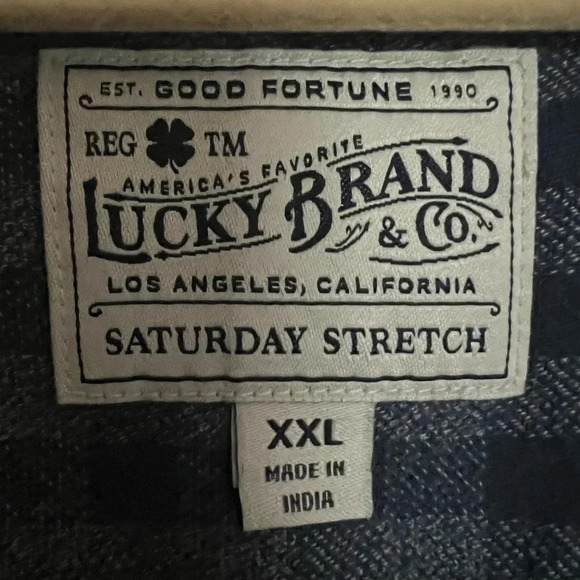 EST. GOOD FORTUNE 1990
REG TM
AMERICA'S FAVORITE
LUCKY BRAND & CO.
LOS ANGELES, CALIFORNIA
SATURDAY STRETCH
XXL
MADE IN
INDIA